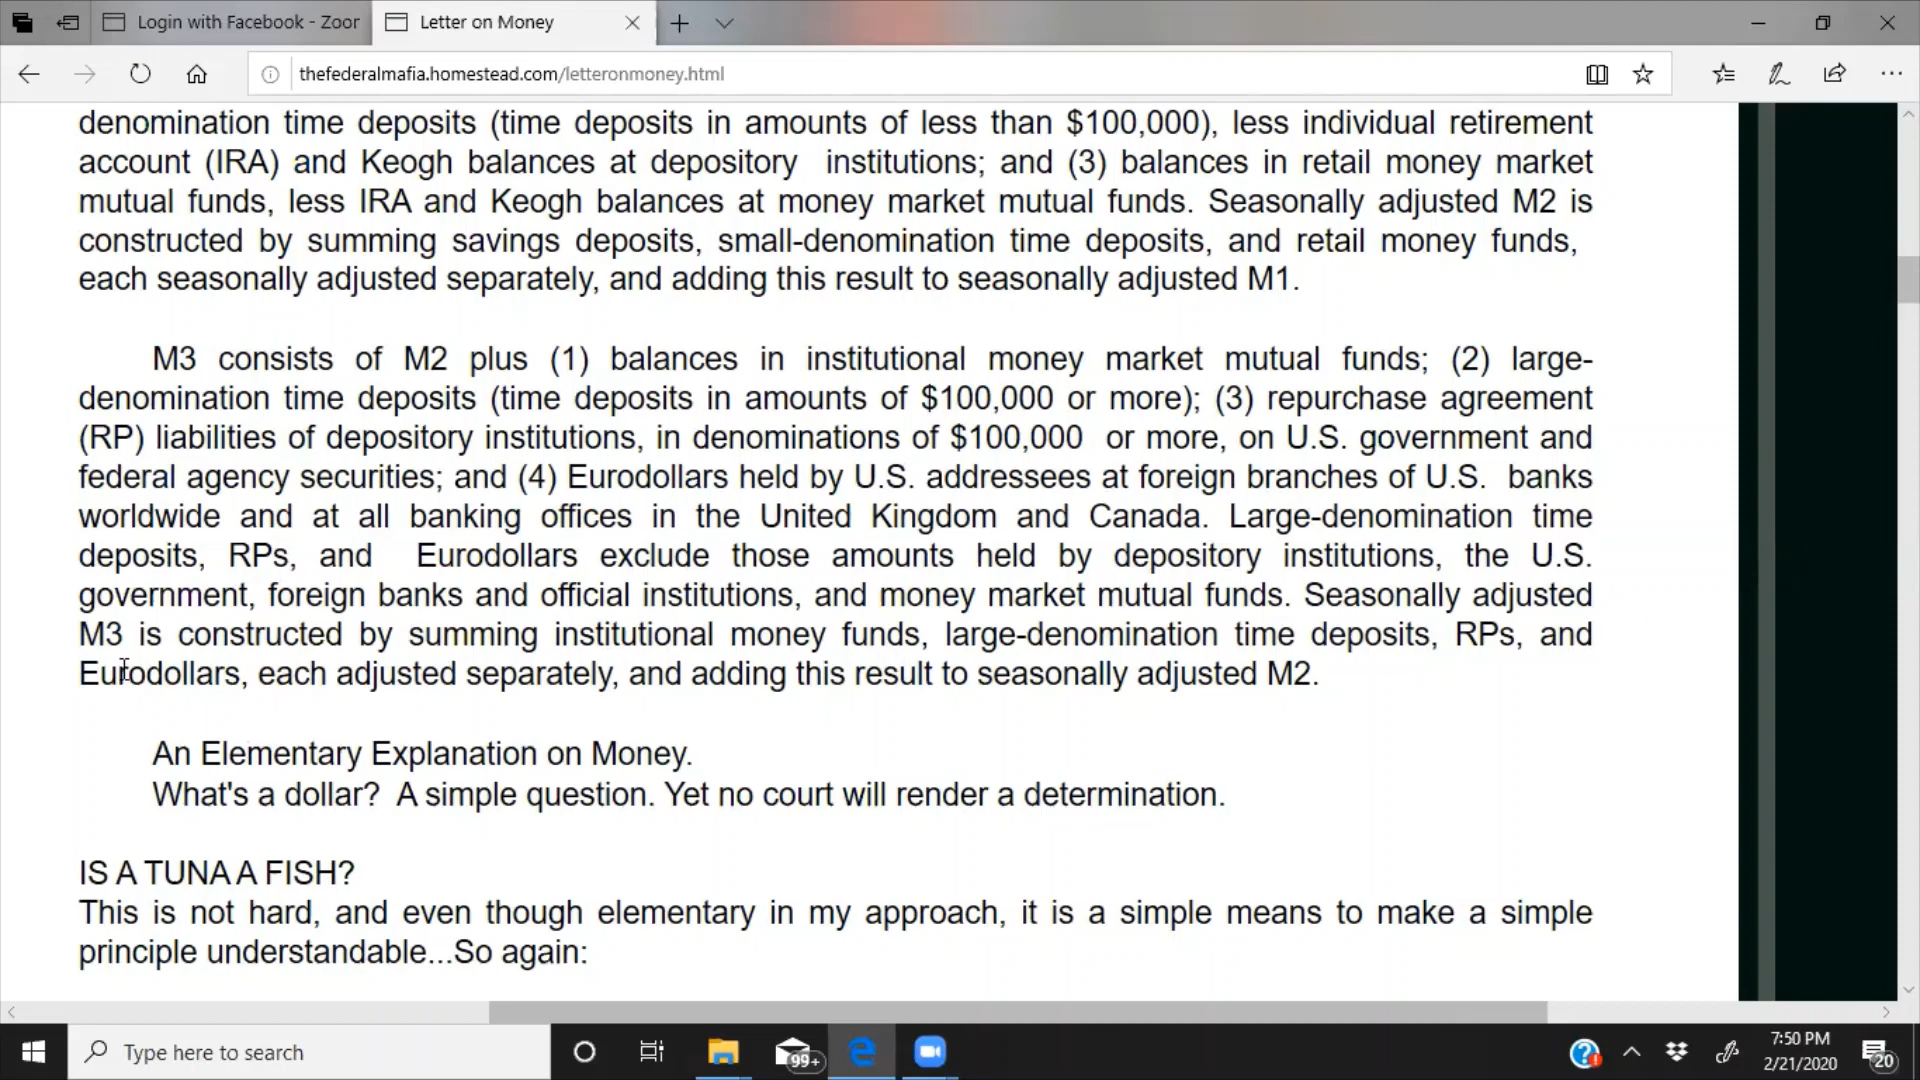 Login with Facebook - Zoor
Letter on Money
thefederalmafia.homestead.com/letteronmoney.html
denomination time deposits (time deposits in amounts of less than $100,000), less individual retirement
account (IRA) and Keogh balances at depository institutions; and (3) balances in retail money market
mutual funds, less IRA and Keogh balances at money market mutual funds. Seasonally adjusted M2 is
constructed by summing savings deposits, small-denomination time deposits, and retail money funds,
each seasonally adjusted separately, and adding this result to seasonally adjusted M1.
M3 consists of M2 plus (1) balances in institutional money market mutual funds; (2) large-
denomination time deposits (time deposits in amounts of $100,000 or more); (3) repurchase agreement
(RP) liabilities of depository institutions, in denominations of $100,000 or more, on U.S. government and
federal agency securities; and (4) Eurodollars held by U.S. addressees at foreign branches of U.S. banks
worldwide and at all banking offices in the United Kingdom and Canada. Large-denomination time
deposits, RPs, and Eurodollars exclude those amounts held by depository institutions, the U.S.
government, foreign banks and official institutions, and money market mutual funds. Seasonally adjusted
M3 is constructed by summing institutional money funds, large-denomination time deposits, RPs, and
Eurodollars, each adjusted separately, and adding this result to seasonally adjusted M2.
An Elementary Explanation on Money.
What's a dollar? A simple question. Yet no court will render a determination.
IS A TUNA A FISH?
This is not hard, and even though elementary in my approach, it is a simple means to make a simple
principle understandable...So again:
Type here to search
99+
7:50 PM
2/21/2020
20